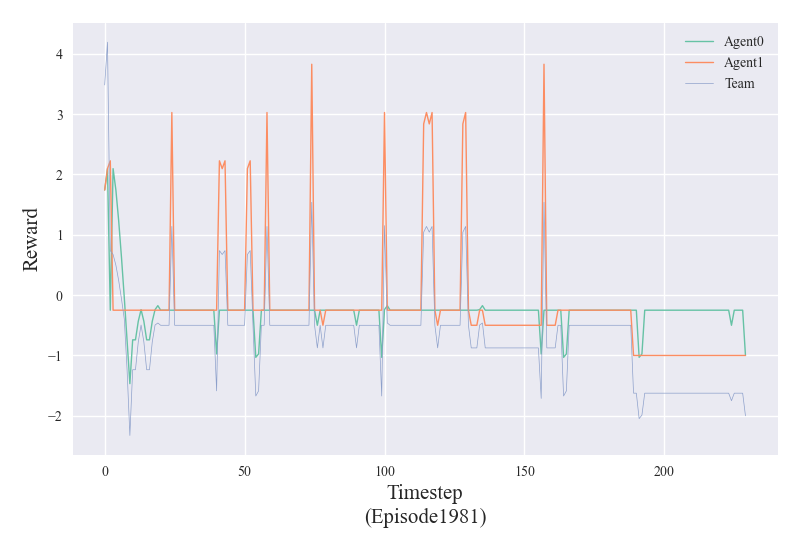 Agent0
Agent1
Team
4
3
2
1
0
−1
−2
Reward
0 50 100 150 200
Timestep
(Episode1981)